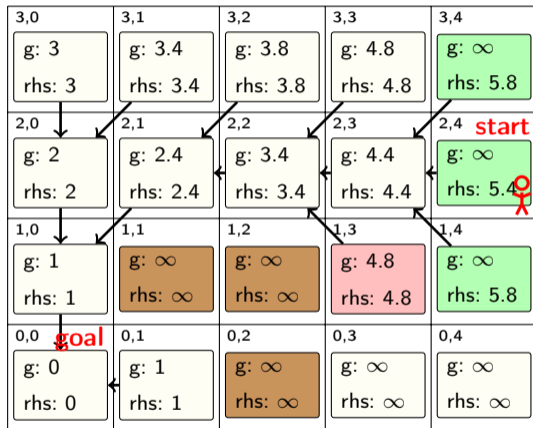 3,0 3,1 3,2 3,3 3,4
g: 3 g: 3.4 g: 3.8 g: 4.8 g: ∞
rhs: 3 rhs: 3.4 rhs: 3.8 rhs: 4.8 rhs: 5.8
2,0 2,1 2,2 2,3 2,4 start
g: 2 g: 2.4 g: 3.4 g: 4.4 g: ∞
rhs: 2 rhs: 2.4 rhs: 3.4 rhs: 4.4 rhs: 5.4
1,0 1,1 1,2 1,3 1,4
g: 1 g: ∞ g: ∞ g: 4.8 g: ∞
rhs: 1 rhs: ∞ rhs: ∞ rhs: 4.8 rhs: 5.8
0,0 goal 0,1 0,2 0,3 0,4
g: 0 g: 1 g: ∞ g: ∞ g: ∞
rhs: 0 rhs: 1 rhs: ∞ rhs: ∞ rhs: ∞